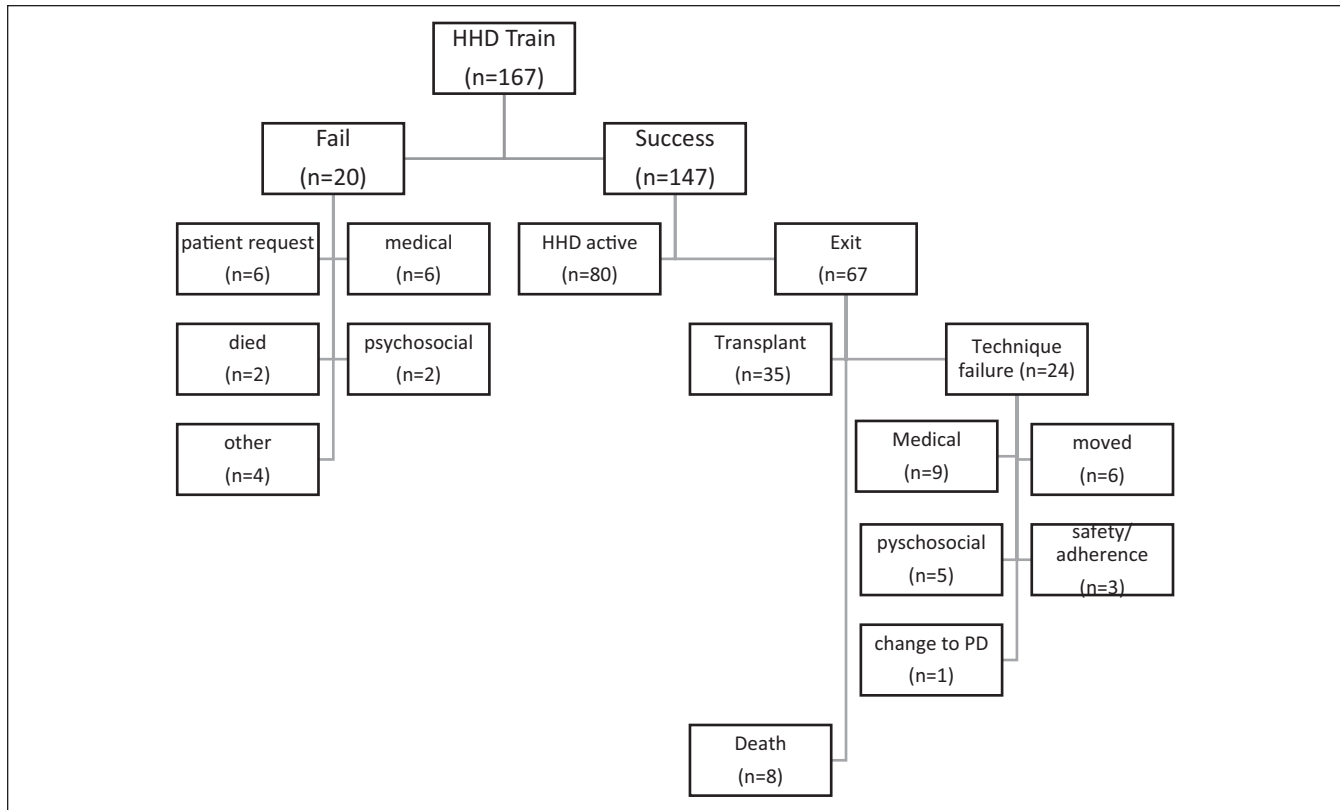 HHD Train
(n=167)
Fail
(n=20)
Success
(n=147)
patient request
(n=6)
medical
(n=6)
HHD active
(n=80)
Exit
(n=67
died
(n=2)
psychosocial
(n=2)
Transplant
(n=35)
Technique
failure (n=24)
other
(n=4)
Medical
(n=9)
moved
(n=6)
pyschosocial
(n=5)
safety/
adherence
(n=3)
change to PD
(n=1)
Death
(n=8)